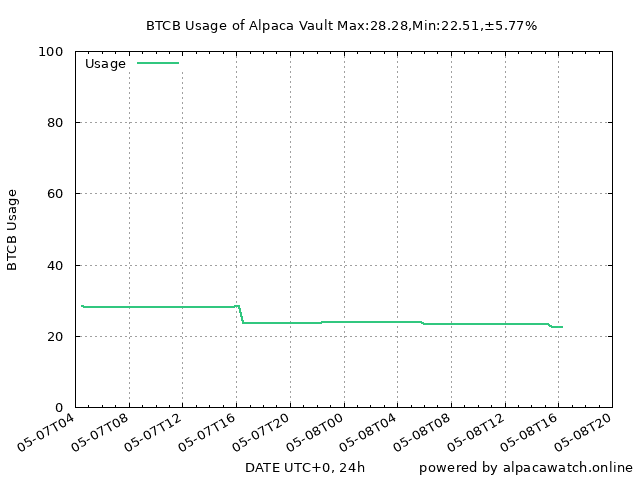 BTCB Usage of Alpaca Vault Max:28.28,Min:22.51,±5.77%
Usage
BTCB Usage
100
80
60
40
20
0
05-07T04
05-07T08
05-07T12
05-07T16
05-07T20
05-08T00
05-08T04
05-08T08
05-08T12
05-08T16
05-08T20
DATE UTC+0, 24h
powered by alpacawatch.online